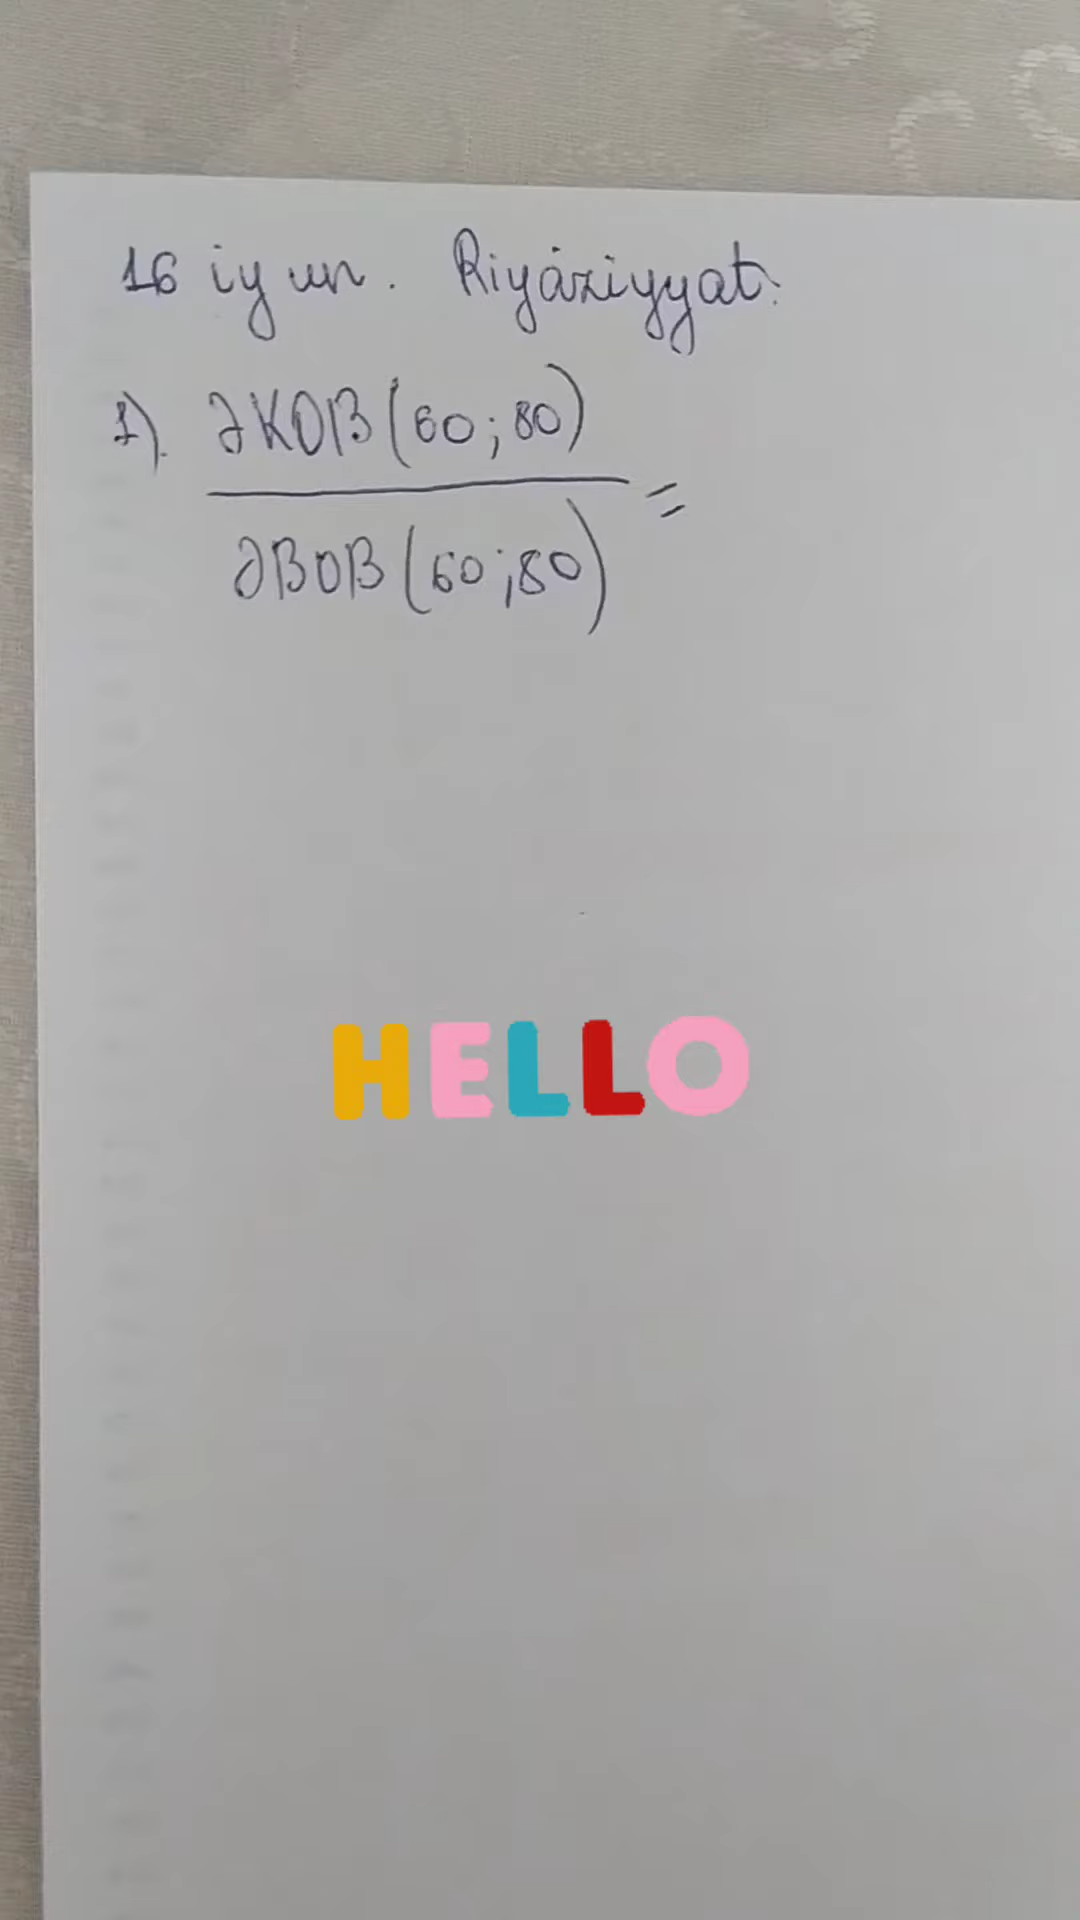 16 iyun. Riyaziyyat.
1). ƏKOB(60;80)
=
ƏBOB(60;80)
HELLO